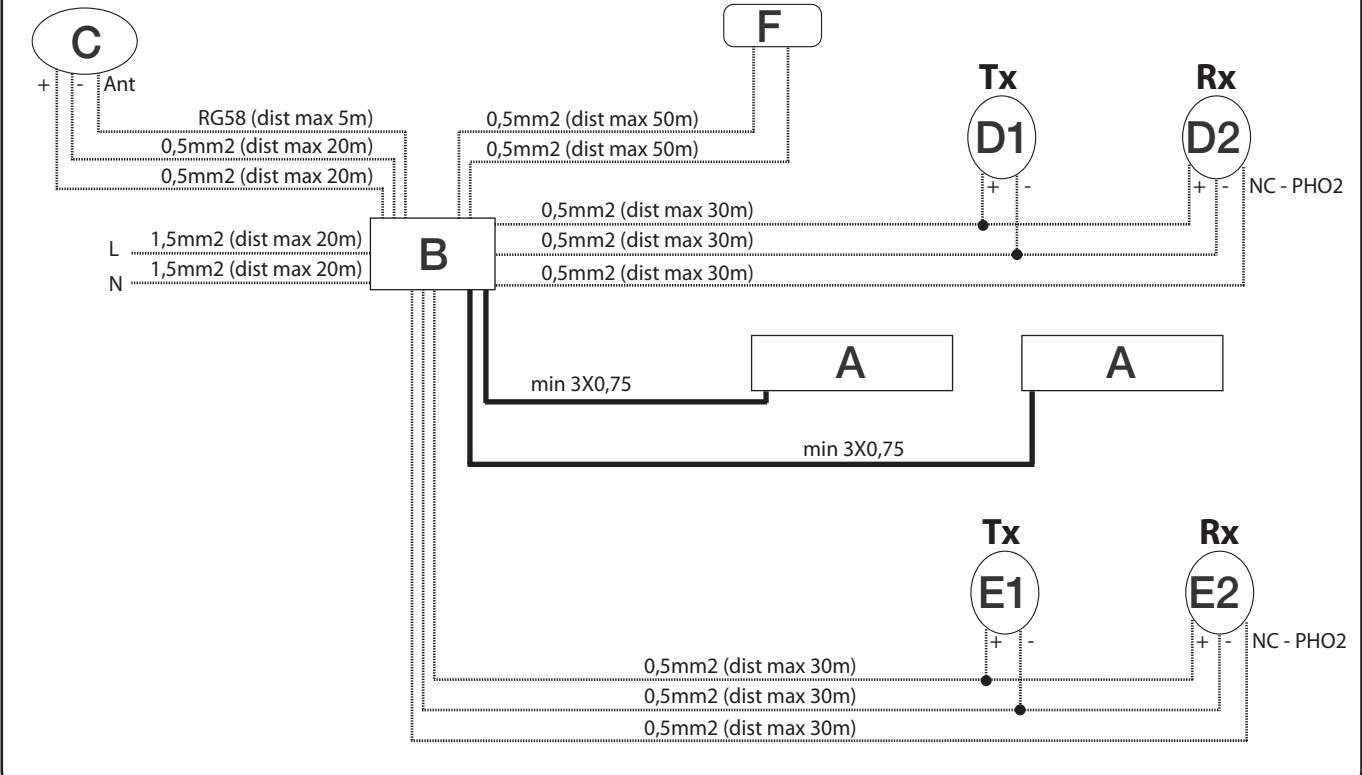 C
F
+ - Ant
Tx
Rx
RG58 (dist max 5m)
0,5mm2 (dist max 50m)
D1
D2
0,5mm2 (dist max 20m)
0,5mm2 (dist max 50m)
0,5mm2 (dist max 20m)
+ -
+ - NC - PHO2
0,5mm2 (dist max 30m)
L 1,5mm2 (dist max 20m)
B
0,5mm2 (dist max 30m)
N 1,5mm2 (dist max 20m)
0,5mm2 (dist max 30m)
A
A
min 3X0,75
min 3X0,75
Tx
Rx
E1
E2
+ -
+ - NC - PHO2
0,5mm2 (dist max 30m)
0,5mm2 (dist max 30m)
0,5mm2 (dist max 30m)